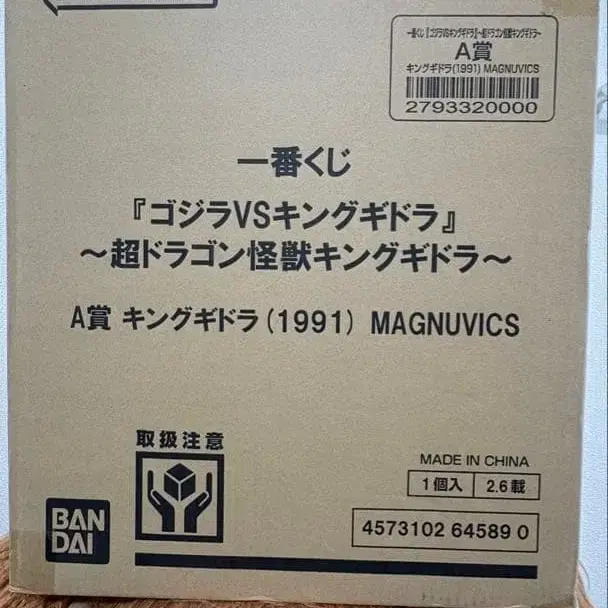 一番くじ『ゴジラVSキングギドラ』～超ドラゴン怪獣キングギドラ～
A賞
キングギドラ(1991) MAGNUVICS
2793320000
一番くじ
『ゴジラVSキングギドラ』
～超ドラゴン怪獣キングギドラ～
A賞 キングギドラ(1991) MAGNUVICS
取扱注意
MADE IN CHINA
1個入 2.6載
BAN
DAI
4573102 64589 0